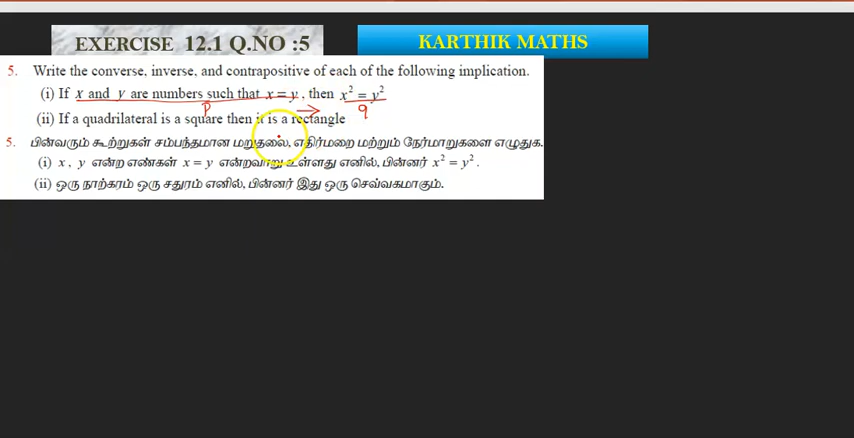 EXERCISE 12.1 Q.NO :5
KARTHIK MATHS
5. Write the converse, inverse, and contrapositive of each of the following implication.
(i) If x and y are numbers such that x = y, then x² = y²
p → q
(ii) If a quadrilateral is a square then it is a rectangle
5. பின்வரும் கூற்றுகள் சம்பந்தமான மறுதலை, எதிர்மறை மற்றும் நேர்மாறுகளை எழுதுக.
(i) x, y என்ற எண்கள் x = y என்றவாறு உள்ளது எனில், பின்னர் x² = y².
(ii) ஒரு நாற்கரம் ஒரு சதுரம் எனில், பின்னர் இது ஒரு செவ்வகமாகும்.